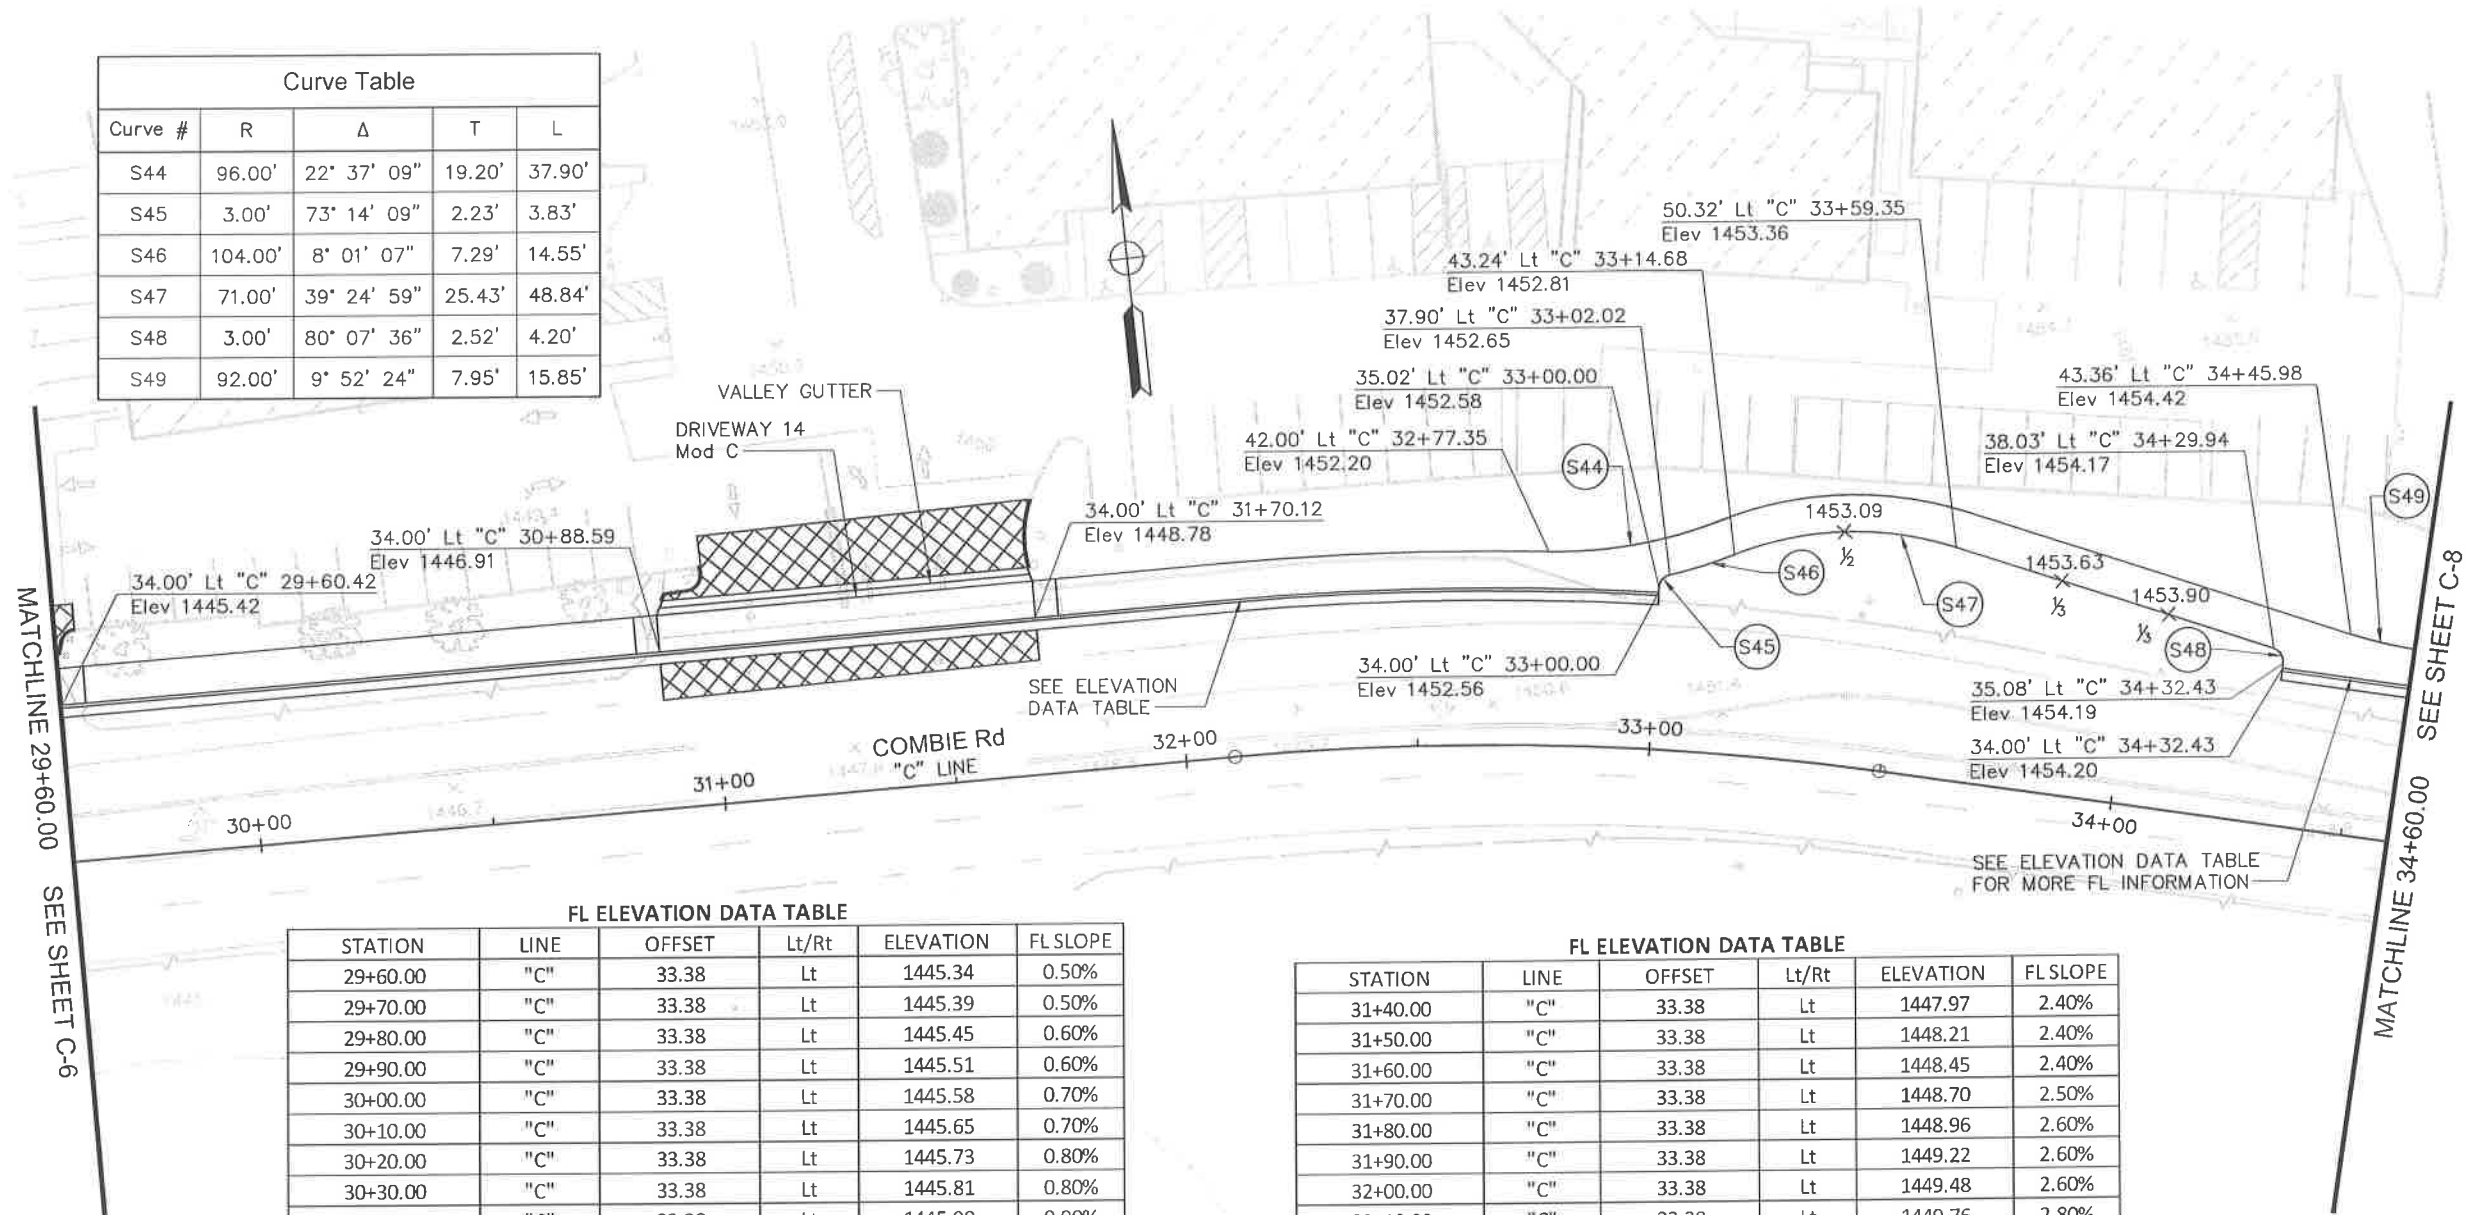 Curve Table
Curve # R Δ T L
S44 96.00' 22° 37' 09" 19.20' 37.90'
S45 3.00' 73° 14' 09" 2.23' 3.83'
S46 104.00' 8° 01' 07" 7.29' 14.55'
S47 71.00' 39° 24' 59" 25.43' 48.84'
S48 3.00' 80° 07' 36" 2.52' 4.20'
S49 92.00' 9° 52' 24" 7.95' 15.85'
50.32' Lt "C" 33+59.35
Elev 1453.36
43.24' Lt "C" 33+14.68
Elev 1452.81
37.90' Lt "C" 33+02.02
Elev 1452.65
35.02' Lt "C" 33+00.00
Elev 1452.58
42.00' Lt "C" 32+77.35
Elev 1452.20
S44
43.36' Lt "C" 34+45.98
Elev 1454.42
38.03' Lt "C" 34+29.94
Elev 1454.17
S49
VALLEY GUTTER
DRIVEWAY 14
Mod C
34.00' Lt "C" 31+70.12
Elev 1448.78
34.00' Lt "C" 30+88.59
Elev 1446.91
34.00' Lt "C" 29+60.42
Elev 1445.42
1453.09
½
S46
S47
1453.63
⅓
1453.90
⅓
S48
S45
34.00' Lt "C" 33+00.00
Elev 1452.56
SEE ELEVATION
DATA TABLE
35.08' Lt "C" 34+32.43
Elev 1454.19
34.00' Lt "C" 34+32.43
Elev 1454.20
COMBIE Rd
"C" LINE
30+00
31+00
32+00
33+00
34+00
SEE ELEVATION DATA TABLE
FOR MORE FL INFORMATION
MATCHLINE 29+60.00 SEE SHEET C-6
MATCHLINE 34+60.00 SEE SHEET C-8
FL ELEVATION DATA TABLE
STATION LINE OFFSET Lt/Rt ELEVATION FL SLOPE
29+60.00 "C" 33.38 Lt 1445.34 0.50%
29+70.00 "C" 33.38 Lt 1445.39 0.50%
29+80.00 "C" 33.38 Lt 1445.45 0.60%
29+90.00 "C" 33.38 Lt 1445.51 0.60%
30+00.00 "C" 33.38 Lt 1445.58 0.70%
30+10.00 "C" 33.38 Lt 1445.65 0.70%
30+20.00 "C" 33.38 Lt 1445.73 0.80%
30+30.00 "C" 33.38 Lt 1445.81 0.80%
FL ELEVATION DATA TABLE
STATION LINE OFFSET Lt/Rt ELEVATION FL SLOPE
31+40.00 "C" 33.38 Lt 1447.97 2.40%
31+50.00 "C" 33.38 Lt 1448.21 2.40%
31+60.00 "C" 33.38 Lt 1448.45 2.40%
31+70.00 "C" 33.38 Lt 1448.70 2.50%
31+80.00 "C" 33.38 Lt 1448.96 2.60%
31+90.00 "C" 33.38 Lt 1449.22 2.60%
32+00.00 "C" 33.38 Lt 1449.48 2.60%